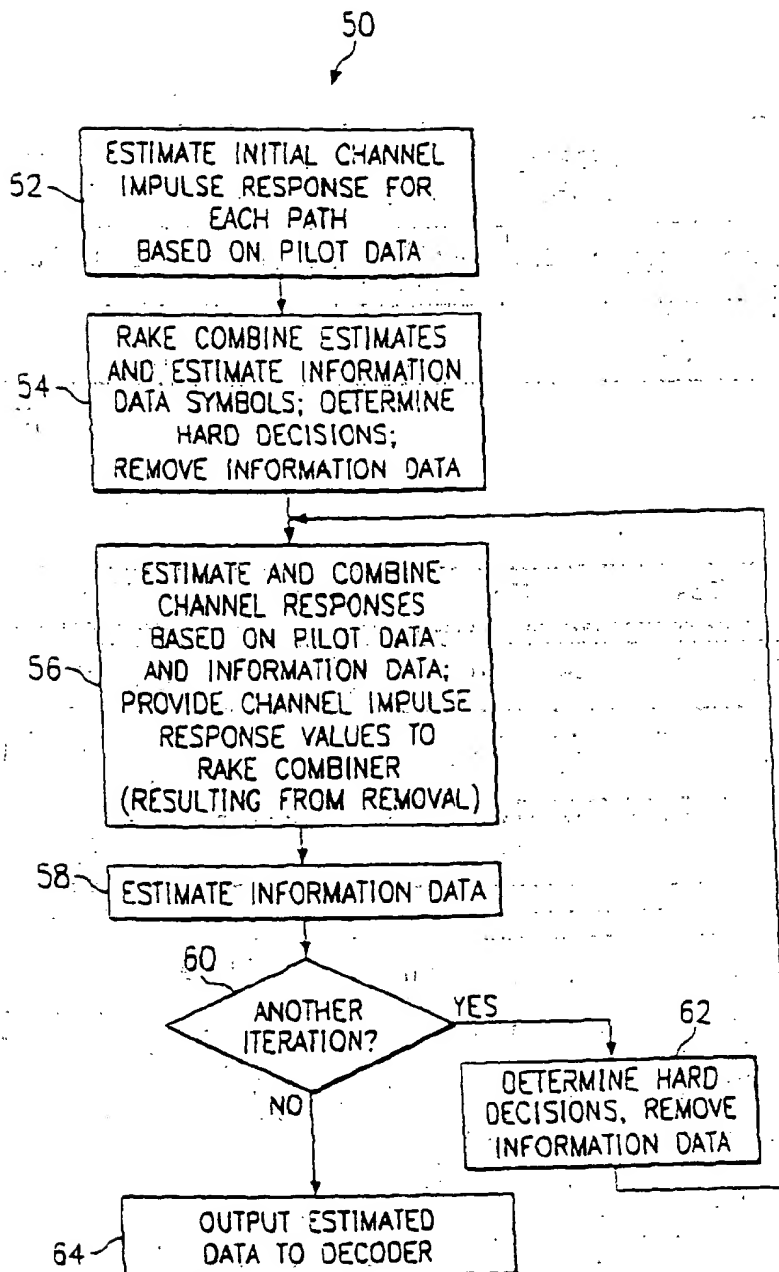 50
52
ESTIMATE INITIAL CHANNEL
IMPULSE RESPONSE FOR
EACH PATH
BASED ON PILOT DATA
54
RAKE COMBINE ESTIMATES
AND ESTIMATE INFORMATION
DATA SYMBOLS; DETERMINE
HARD DECISIONS;
REMOVE INFORMATION DATA
56
ESTIMATE AND COMBINE
CHANNEL RESPONSES
BASED ON PILOT DATA
AND INFORMATION DATA;
PROVIDE CHANNEL IMPULSE
RESPONSE VALUES TO
RAKE COMBINER
(RESULTING FROM REMOVAL)
58
ESTIMATE INFORMATION DATA
60
ANOTHER
ITERATION?
YES
NO
62
DETERMINE HARD
DECISIONS, REMOVE
INFORMATION DATA
64
OUTPUT ESTIMATED
DATA TO DECODER